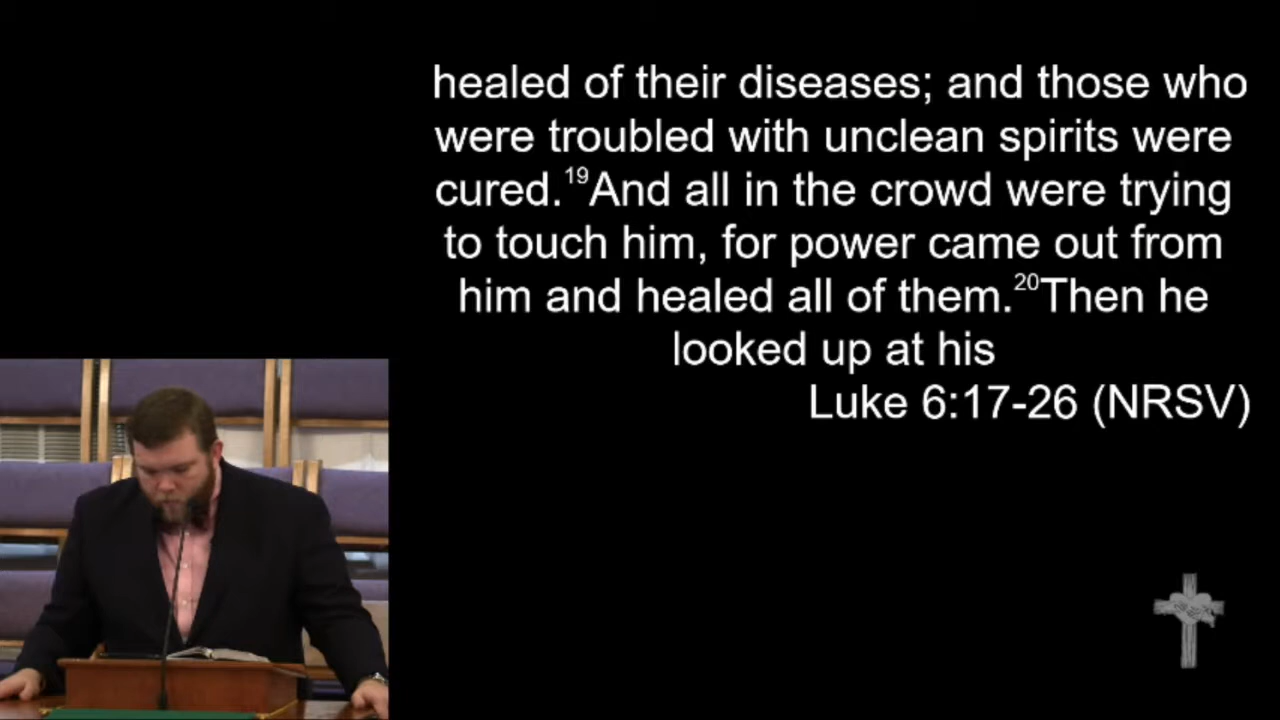 healed of their diseases; and those who
were troubled with unclean spirits were
cured.¹⁹And all in the crowd were trying
to touch him, for power came out from
him and healed all of them.²⁰Then he
looked up at his
Luke 6:17-26 (NRSV)